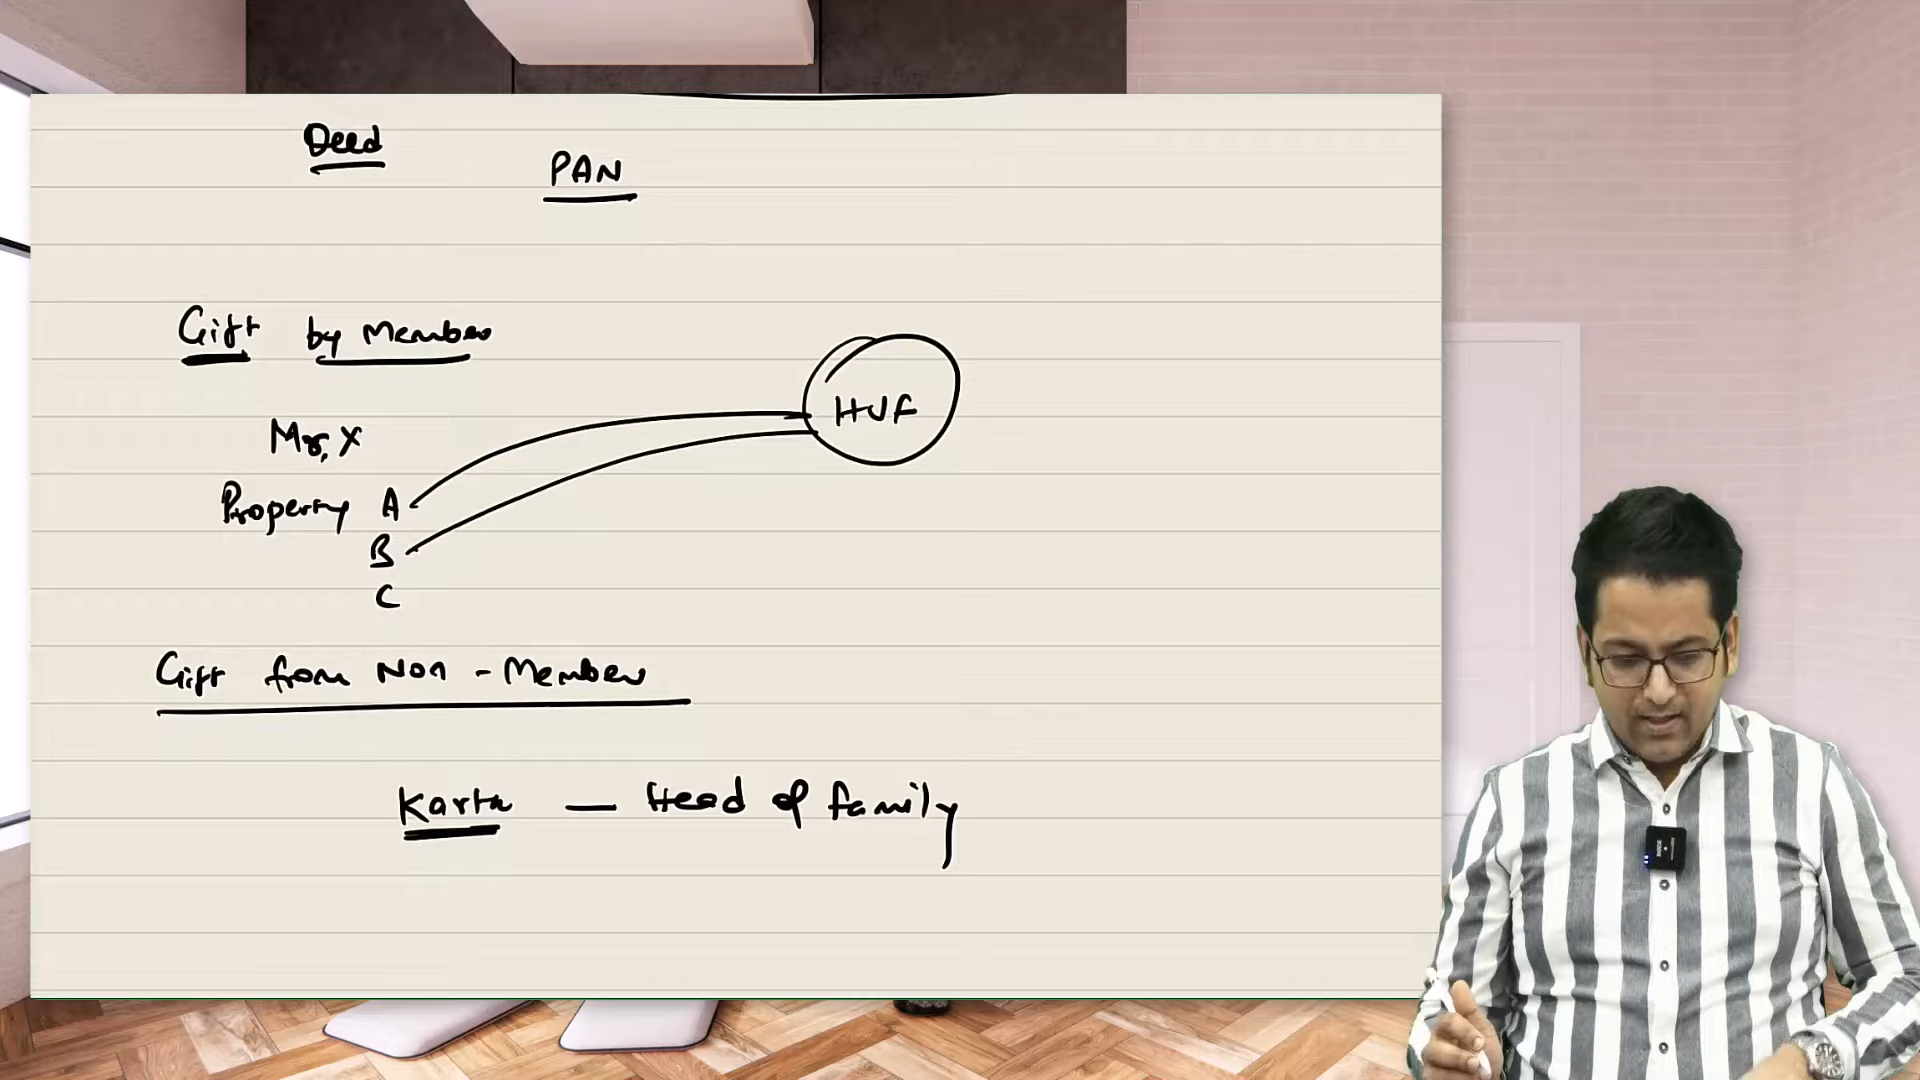 Deed
PAN
Gift by Member
HUF
Mr. X
Property A
B
C
Gift from Non - Member
Karta — Head of family